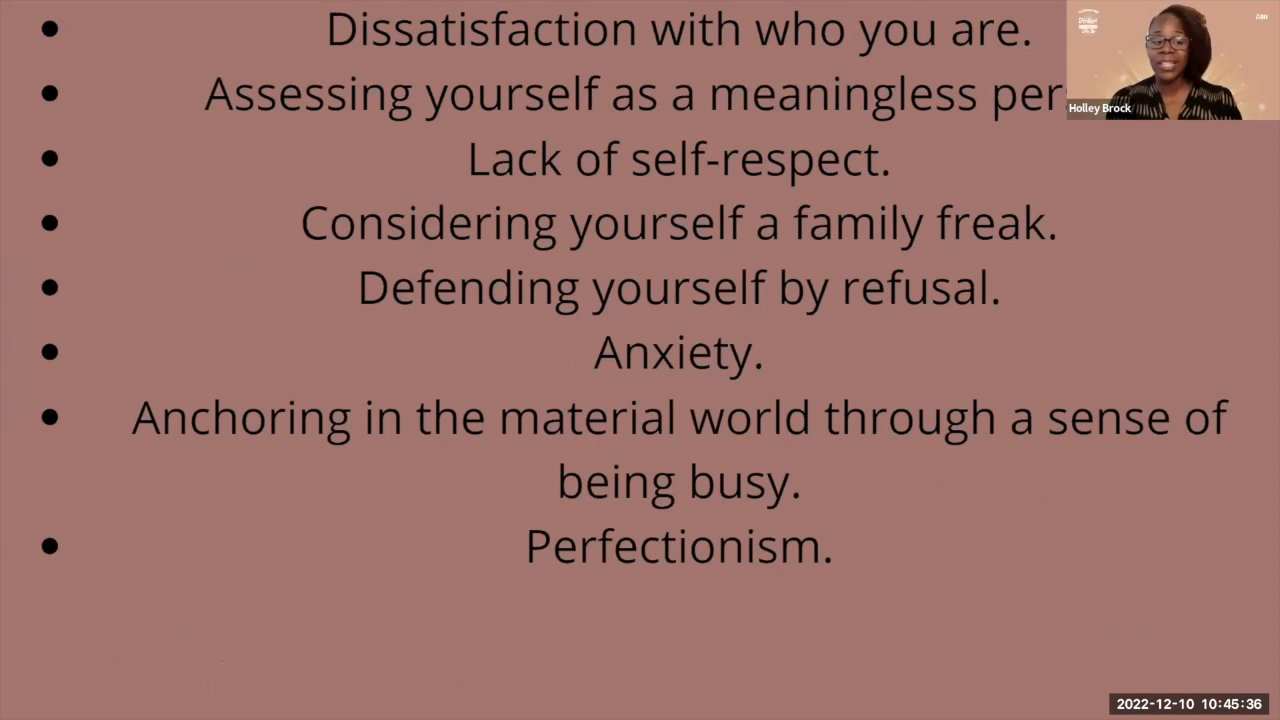 Dissatisfaction with who you are.
Assessing yourself as a meaningless per
Lack of self-respect.
Considering yourself a family freak.
Defending yourself by refusal.
Anxiety.
Anchoring in the material world through a sense of
being busy.
Perfectionism.
Holley Brock
2022-12-10 10:45:36